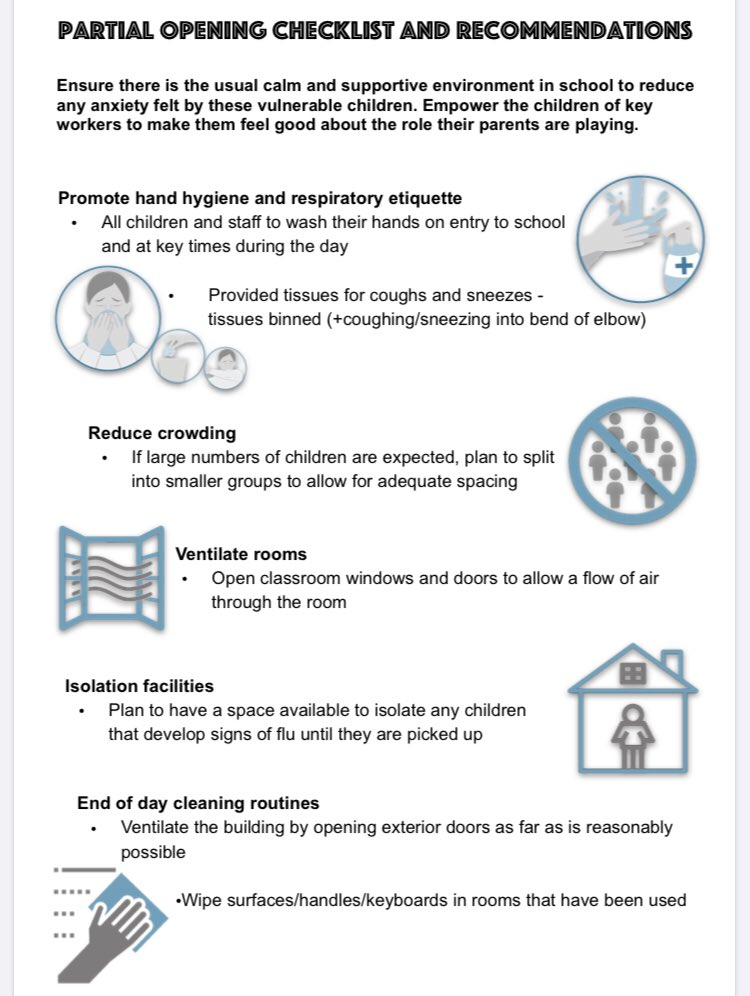 PARTIAL OPENING CHECKLIST AND RECOMMENDATIONS
Ensure there is the usual calm and supportive environment in school to reduce
any anxiety felt by these vulnerable children. Empower the children of key
workers to make them feel good about the role their parents are playing.
Promote hand hygiene and respiratory etiquette
• All children and staff to wash their hands on entry to school
and at key times during the day
• Provided tissues for coughs and sneezes -
tissues binned (+coughing/sneezing into bend of elbow)
Reduce crowding
• If large numbers of children are expected, plan to split
into smaller groups to allow for adequate spacing
Ventilate rooms
• Open classroom windows and doors to allow a flow of air
through the room
Isolation facilities
• Plan to have a space available to isolate any children
that develop signs of flu until they are picked up
End of day cleaning routines
• Ventilate the building by opening exterior doors as far as is reasonably
possible
•Wipe surfaces/handles/keyboards in rooms that have been used